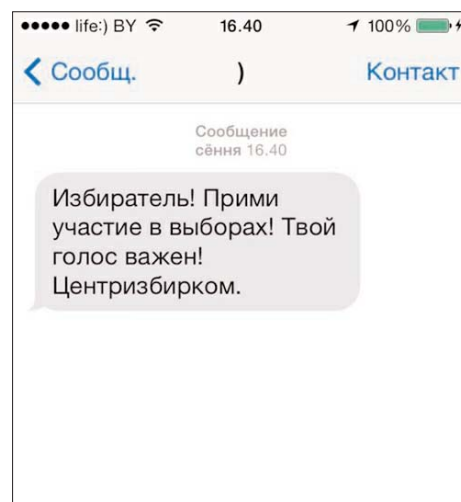 life:) BY 16.40 100%
Сообщ. ) Контакт
Сообщение
сёння 16.40
Избиратель! Прими
участие в выборах! Твой
голос важен!
Центризбирком.